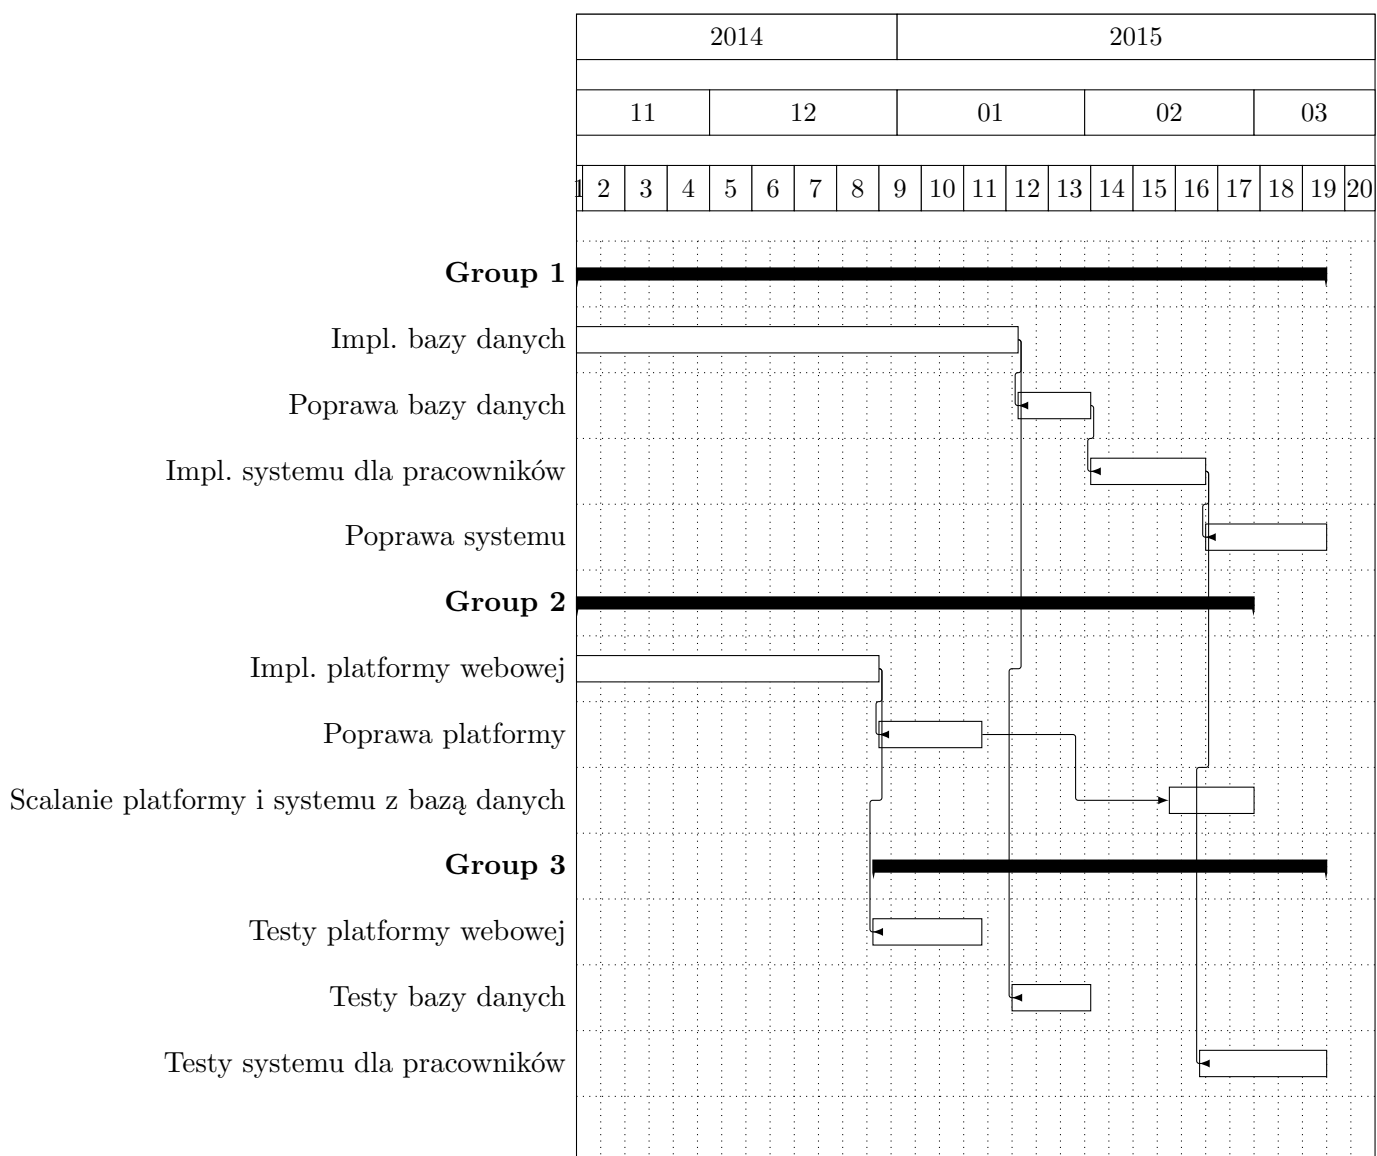 2014 2015
11 12 01 02 03
1 2 3 4 5 6 7 8 9 10 11 12 13 14 15 16 17 18 19 20
Group 1
Impl. bazy danych
Poprawa bazy danych
Impl. systemu dla pracowników
Poprawa systemu
Group 2
Impl. platformy webowej
Poprawa platformy
Scalanie platformy i systemu z bazą danych
Group 3
Testy platformy webowej
Testy bazy danych
Testy systemu dla pracowników